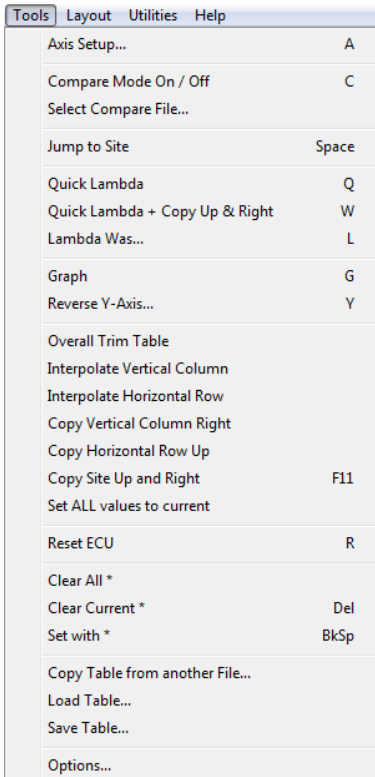 Tools Layout Utilities Help
Axis Setup... A
Compare Mode On / Off C
Select Compare File...
Jump to Site Space
Quick Lambda Q
Quick Lambda + Copy Up & Right W
Lambda Was... L
Graph G
Reverse Y-Axis... Y
Overall Trim Table
Interpolate Vertical Column
Interpolate Horizontal Row
Copy Vertical Column Right
Copy Horizontal Row Up
Copy Site Up and Right F11
Set ALL values to current
Reset ECU R
Clear All *
Clear Current * Del
Set with * BkSp
Copy Table from another File...
Load Table...
Save Table...
Options...